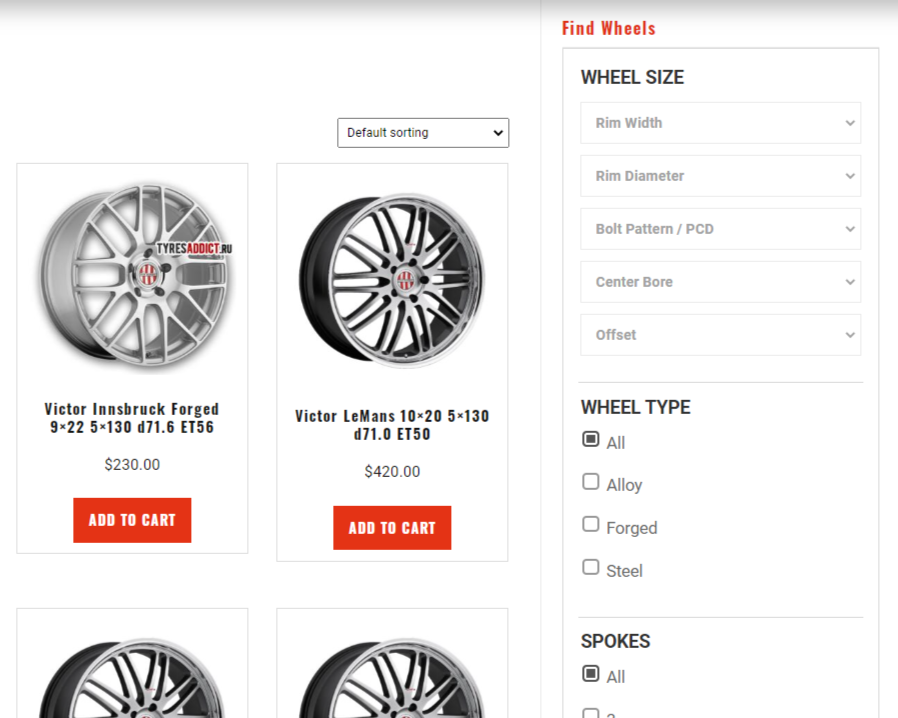 Find Wheels
WHEEL SIZE
Rim Width
Rim Diameter
Bolt Pattern / PCD
Center Bore
Offset
WHEEL TYPE
All
Alloy
Forged
Steel
SPOKES
All
Default sorting
TYRESADDICT.RU
Victor Innsbruck Forged
9×22 5×130 d71.6 ET56
$230.00
ADD TO CART
Victor LeMans 10×20 5×130
d71.0 ET50
$420.00
ADD TO CART